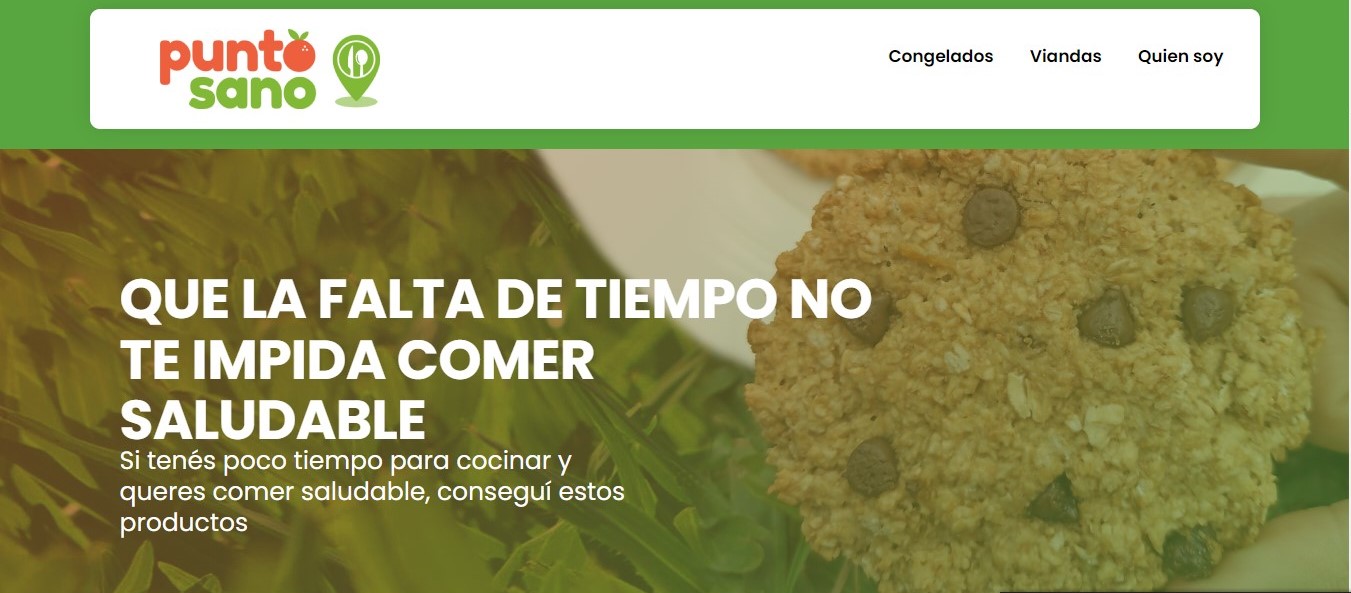 punto
sano
Congelados Viandas Quien soy
QUE LA FALTA DE TIEMPO NO
TE IMPIDA COMER
SALUDABLE
Si tenés poco tiempo para cocinar y
queres comer saludable, conseguí estos
productos